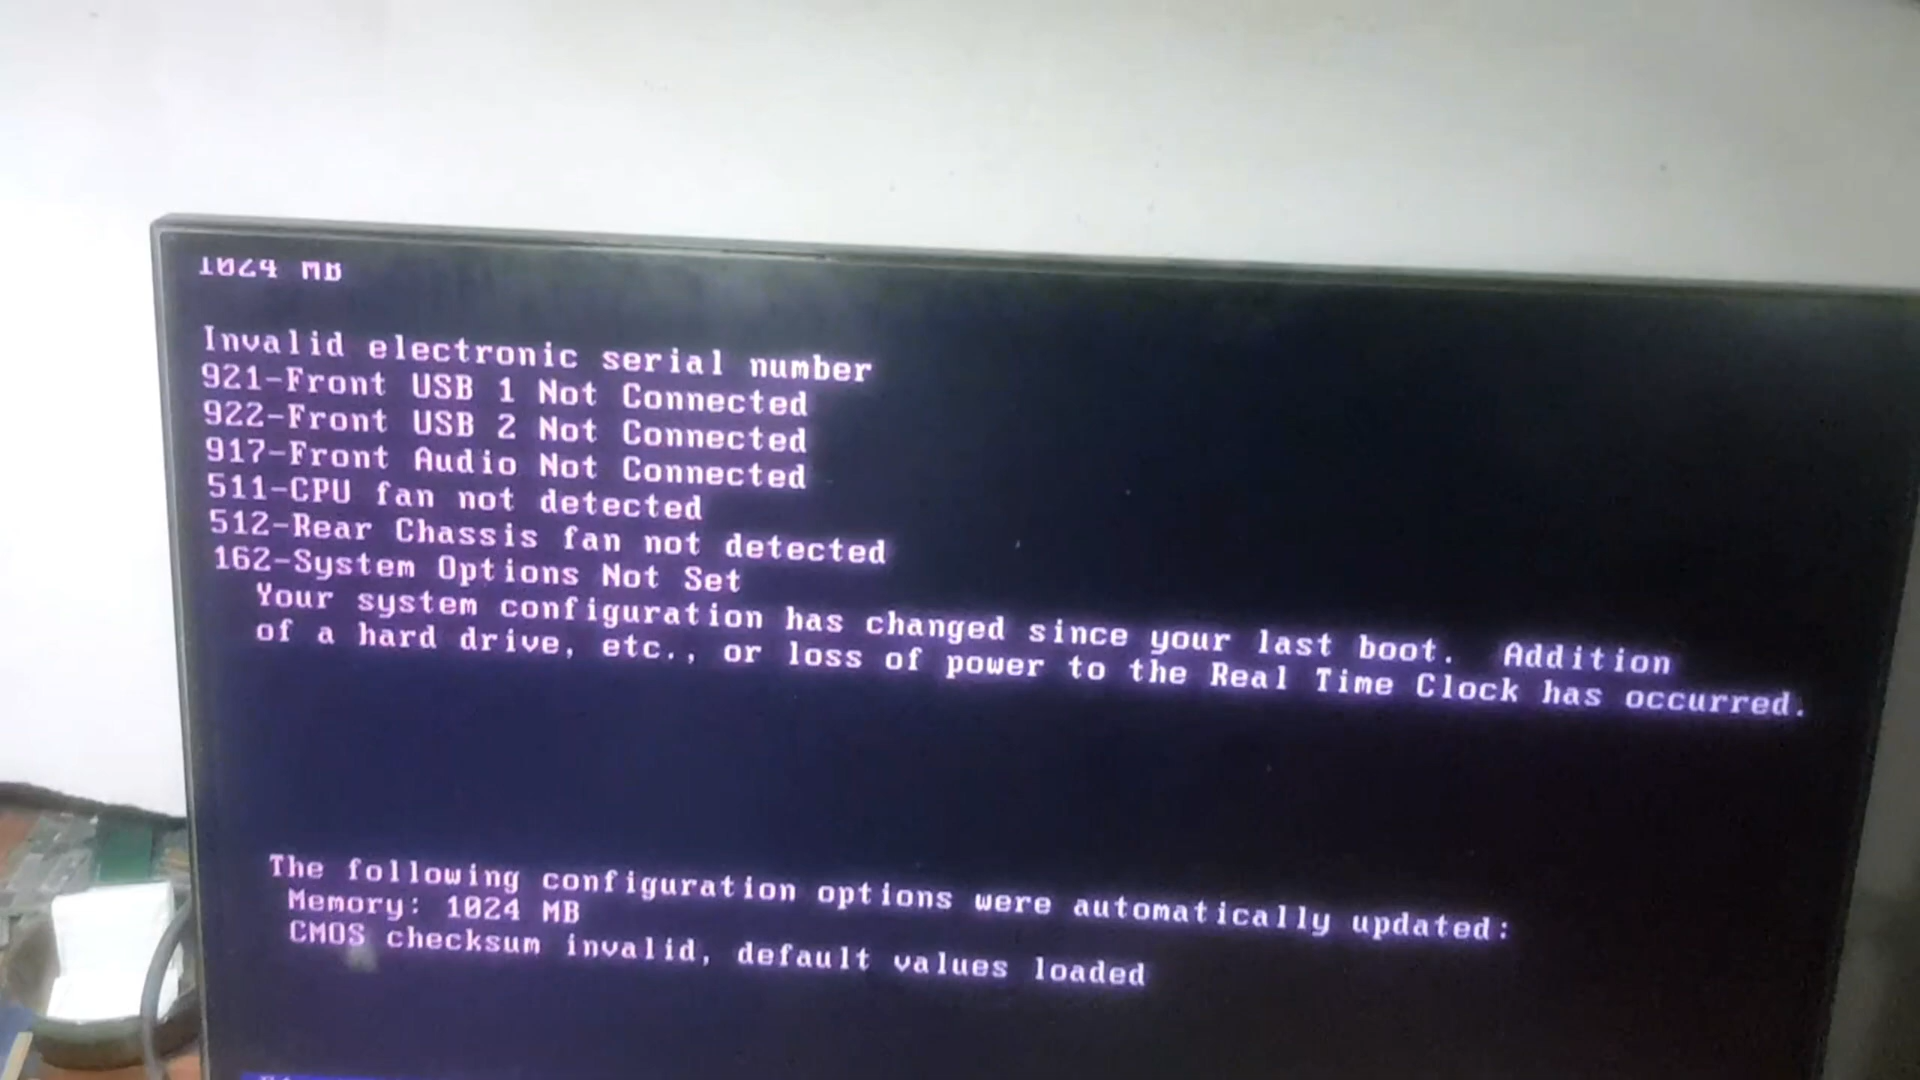 1024 MB
Invalid electronic serial number
921-Front USB 1 Not Connected
922-Front USB 2 Not Connected
917-Front Audio Not Connected
511-CPU fan not detected
512-Rear Chassis fan not detected
162-System Options Not Set
Your system configuration has changed since your last boot. Addition
of a hard drive, etc., or loss of power to the Real Time Clock has occurred.
The following configuration options were automatically updated:
Memory: 1024 MB
CMOS checksum invalid, default values loaded